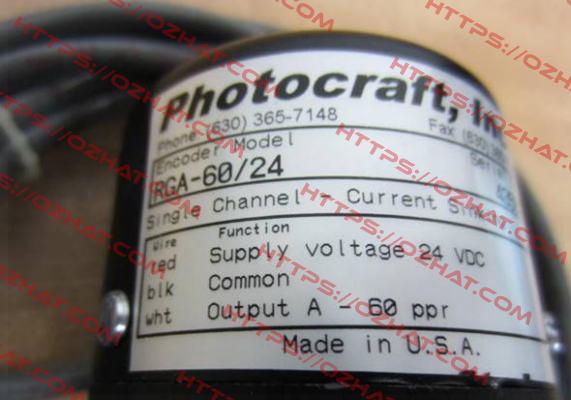 Photocraft, In
Phone: (630) 365-7148 Fax: (630)
Encoder Model Serial
RGA-60/24
Single Channel - Current Sink
Wire Function
red Supply voltage 24 VDC
blk Common
wht Output A - 60 ppr
Made in U.S.A.
HTTPS://OZHAT.COM